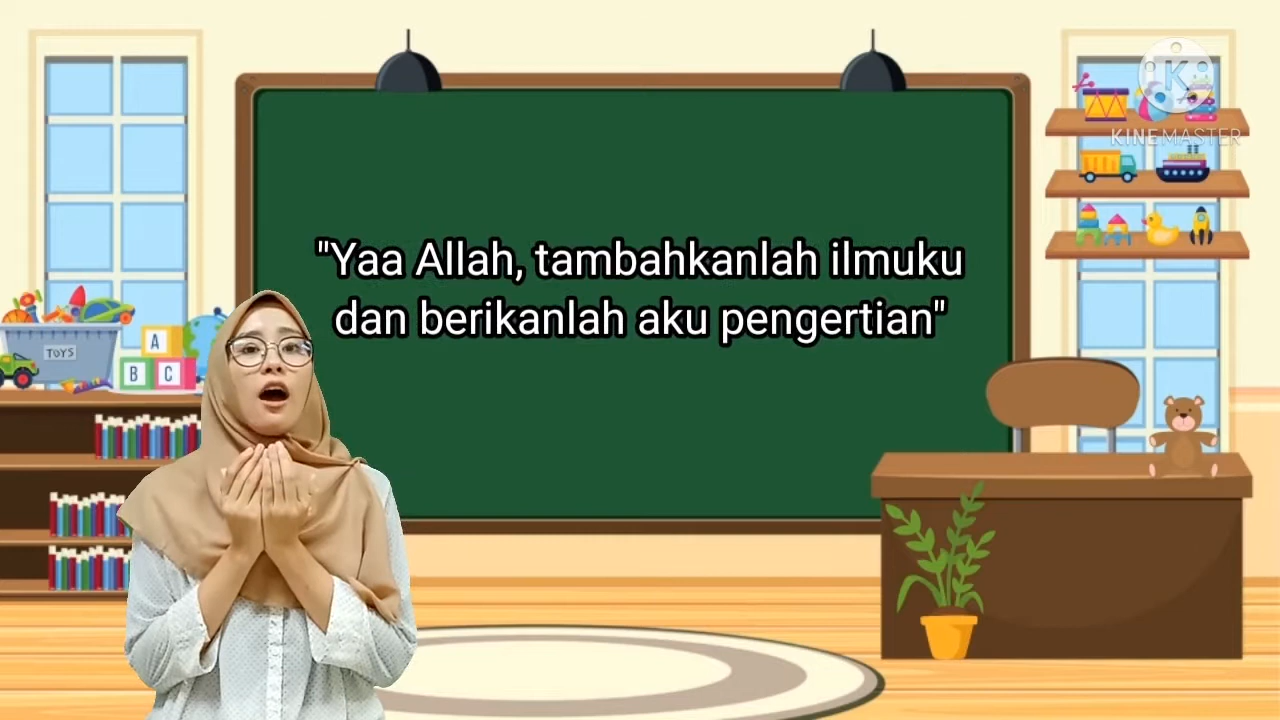 KINEMASTER
"Yaa Allah, tambahkanlah ilmuku
dan berikanlah aku pengertian"
TOYS
A
B C